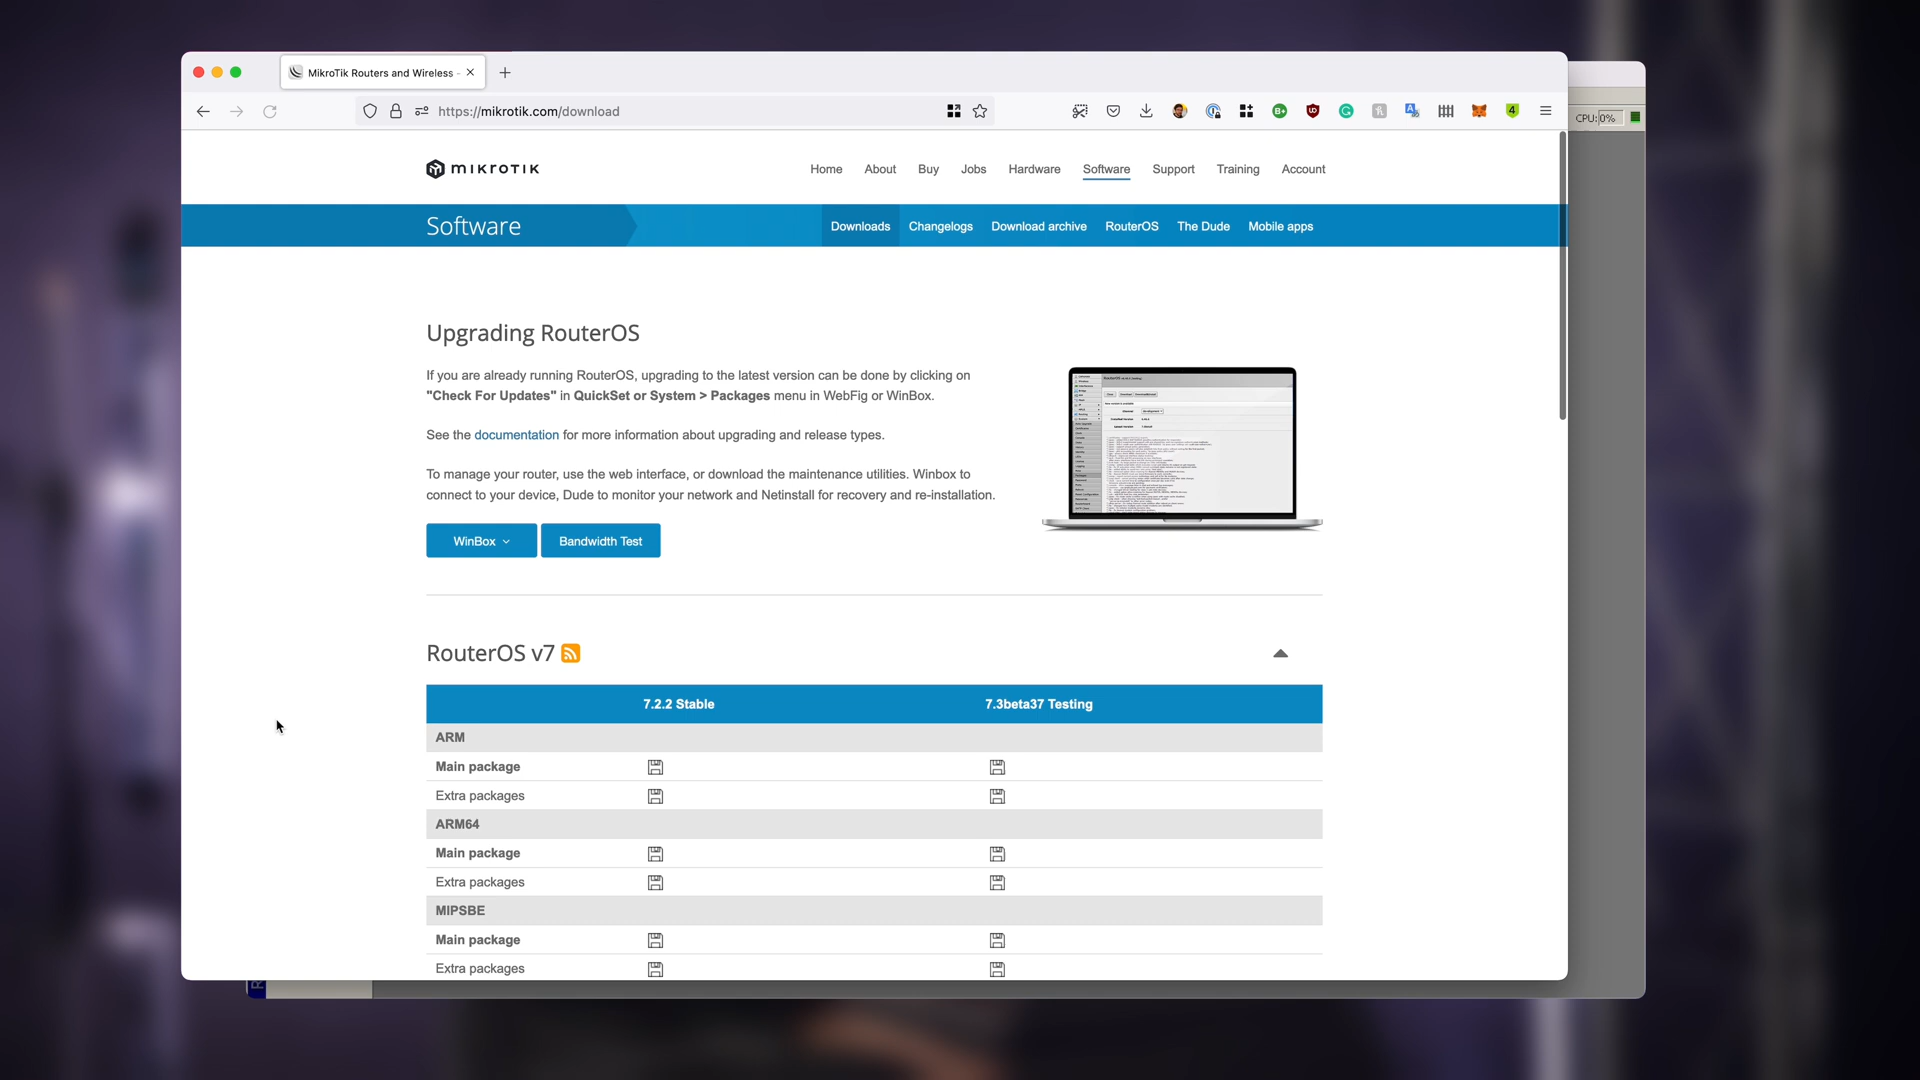 MikroTik Routers and Wireless -
https://mikrotik.com/download
CPU: 0%
MIKROTIK
Home About Buy Jobs Hardware Software Support Training Account
Software
Downloads Changelogs Download archive RouterOS The Dude Mobile apps
Upgrading RouterOS
If you are already running RouterOS, upgrading to the latest version can be done by clicking on
"Check For Updates" in QuickSet or System > Packages menu in WebFig or WinBox.
See the documentation for more information about upgrading and release types.
To manage your router, use the web interface, or download the maintenance utilities. Winbox to
connect to your device, Dude to monitor your network and Netinstall for recovery and re-installation.
WinBox
Bandwidth Test
RouterOS v7
7.2.2 Stable 7.3beta37 Testing
ARM
Main package
Extra packages
ARM64
Main package
Extra packages
MIPSBE
Main package
Extra packages